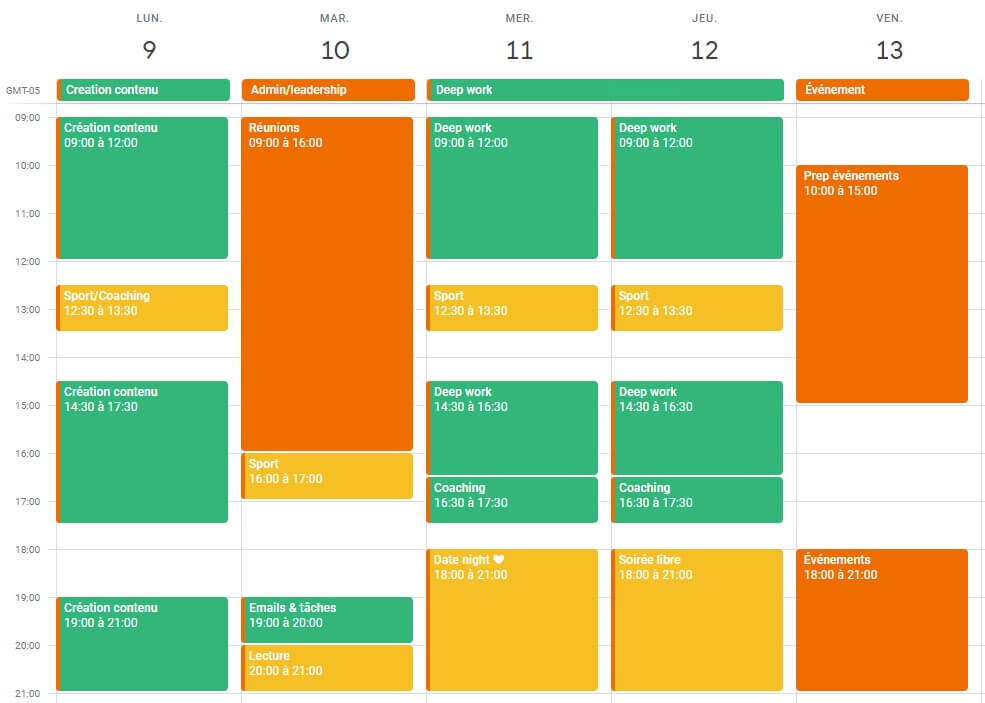 LUN.
MAR.
MER.
JEU.
VEN.
9
10
11
12
13
GMT-05
Creation contenu
Admin/leadership
Deep work
Événement
09:00
10:00
11:00
12:00
13:00
14:00
15:00
16:00
17:00
18:00
19:00
20:00
21:00
Création contenu
09:00 à 12:00
Sport/Coaching
12:30 à 13:30
Création contenu
14:30 à 17:30
Création contenu
19:00 à 21:00
Réunions
09:00 à 16:00
Sport
16:00 à 17:00
Emails & tâches
19:00 à 20:00
Lecture
20:00 à 21:00
Deep work
09:00 à 12:00
Sport
12:30 à 13:30
Deep work
14:30 à 16:30
Coaching
16:30 à 17:30
Date night ♥
18:00 à 21:00
Deep work
09:00 à 12:00
Sport
12:30 à 13:30
Deep work
14:30 à 16:30
Coaching
16:30 à 17:30
Soirée libre
18:00 à 21:00
Prep événements
10:00 à 15:00
Événements
18:00 à 21:00